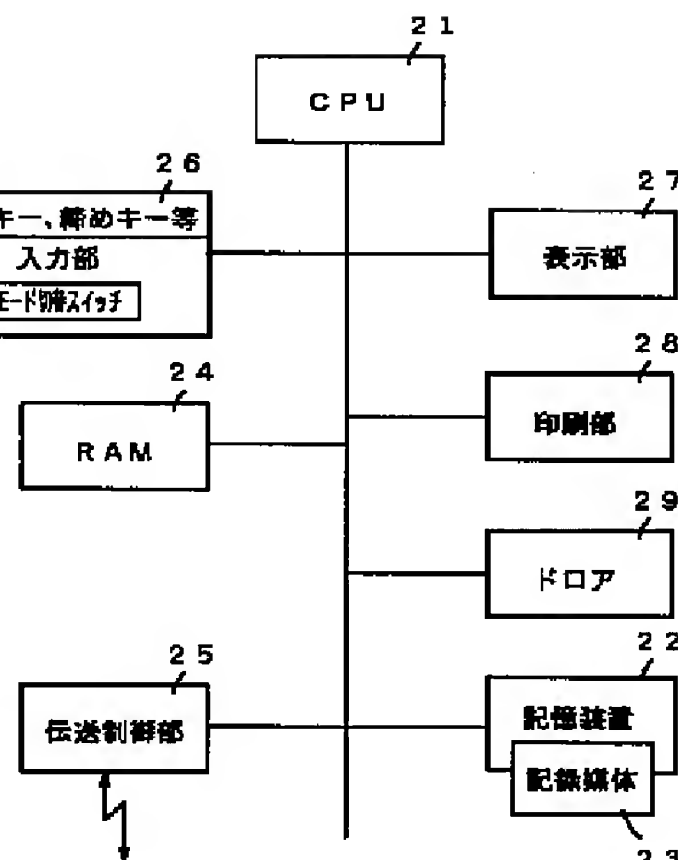 21
CPU
26
キー、締めキー等
入力部
モード切替スイッチ
27
表示部
28
印刷部
24
RAM
29
ドロア
25
伝送制御部
22
記憶装置
記録媒体
23